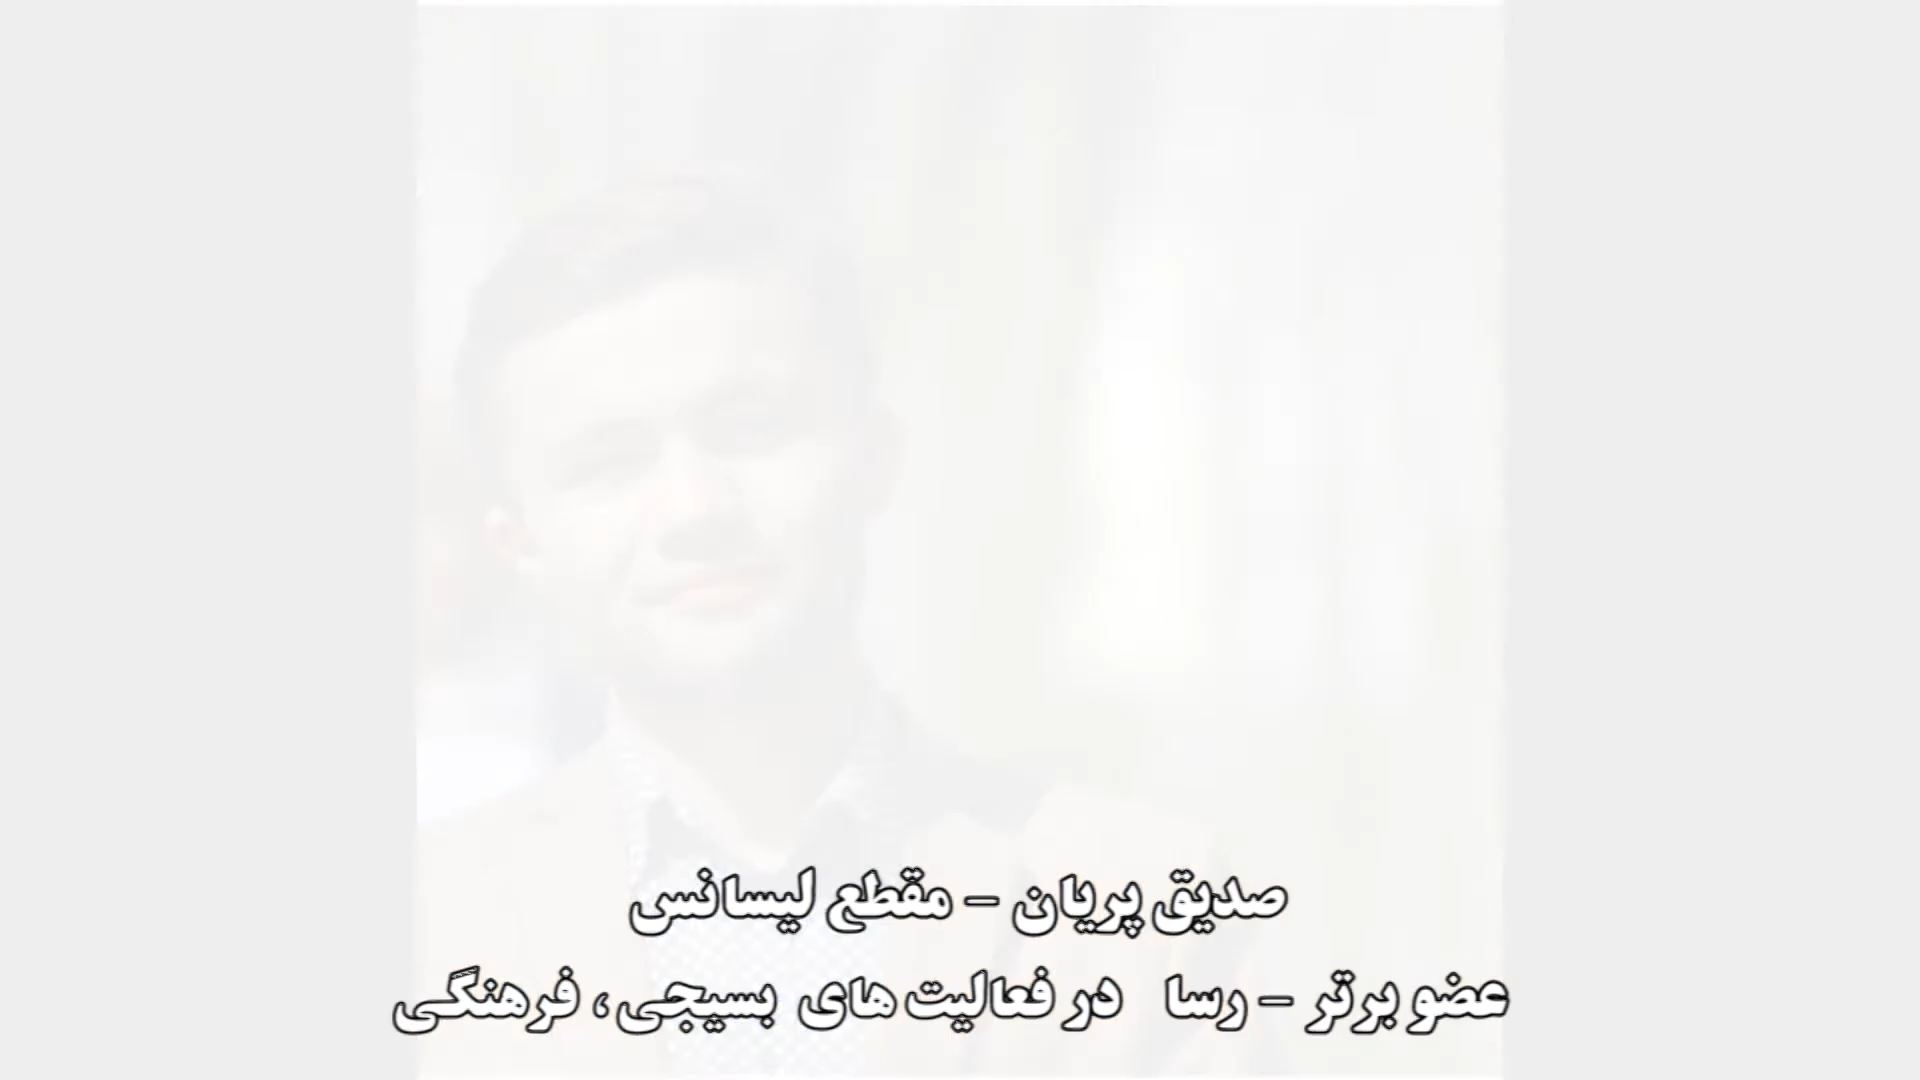 صدیق پریان - مقطع لیسانس
عضو برتر - رسا در فعالیت های بسیجی، فرهنگی